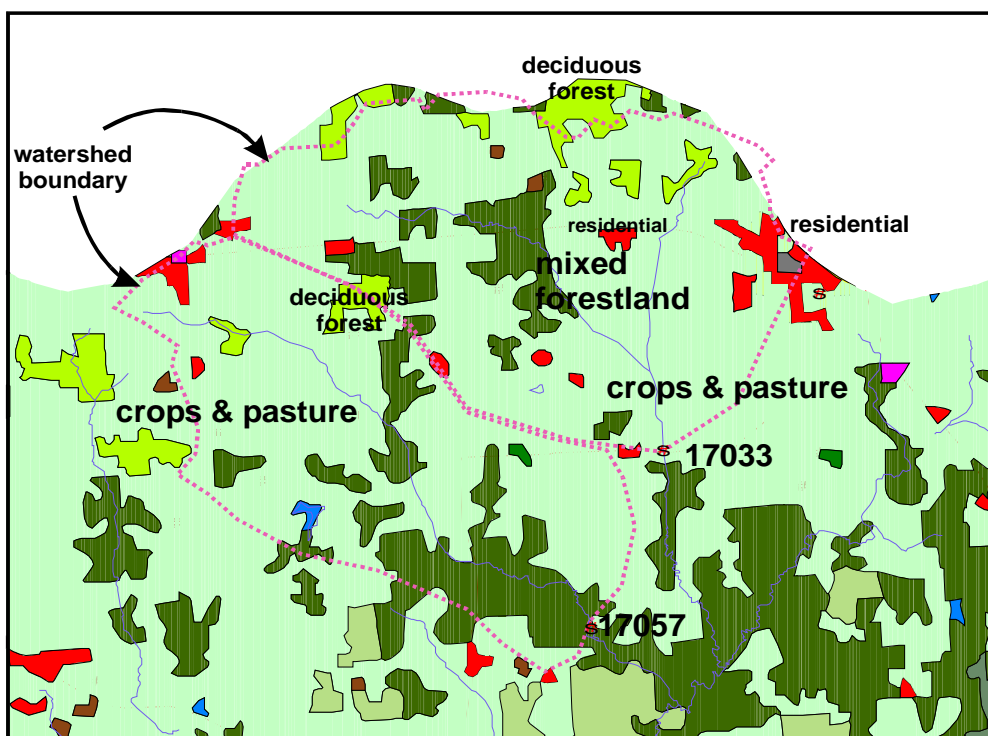 deciduous
forest
watershed
boundary
residential
residential
mixed
forestland
deciduous
forest
s
crops & pasture
crops & pasture
s
17033
s
17057